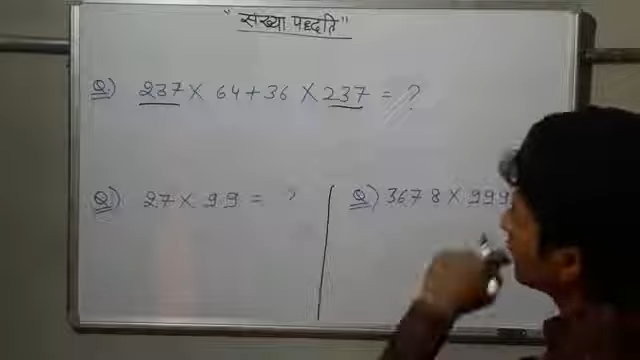 "संख्या पद्धति"
Q.) 237 × 64 + 36 × 237 = ?
Q) 27 × 99 = ?
Q) 3678 × 999